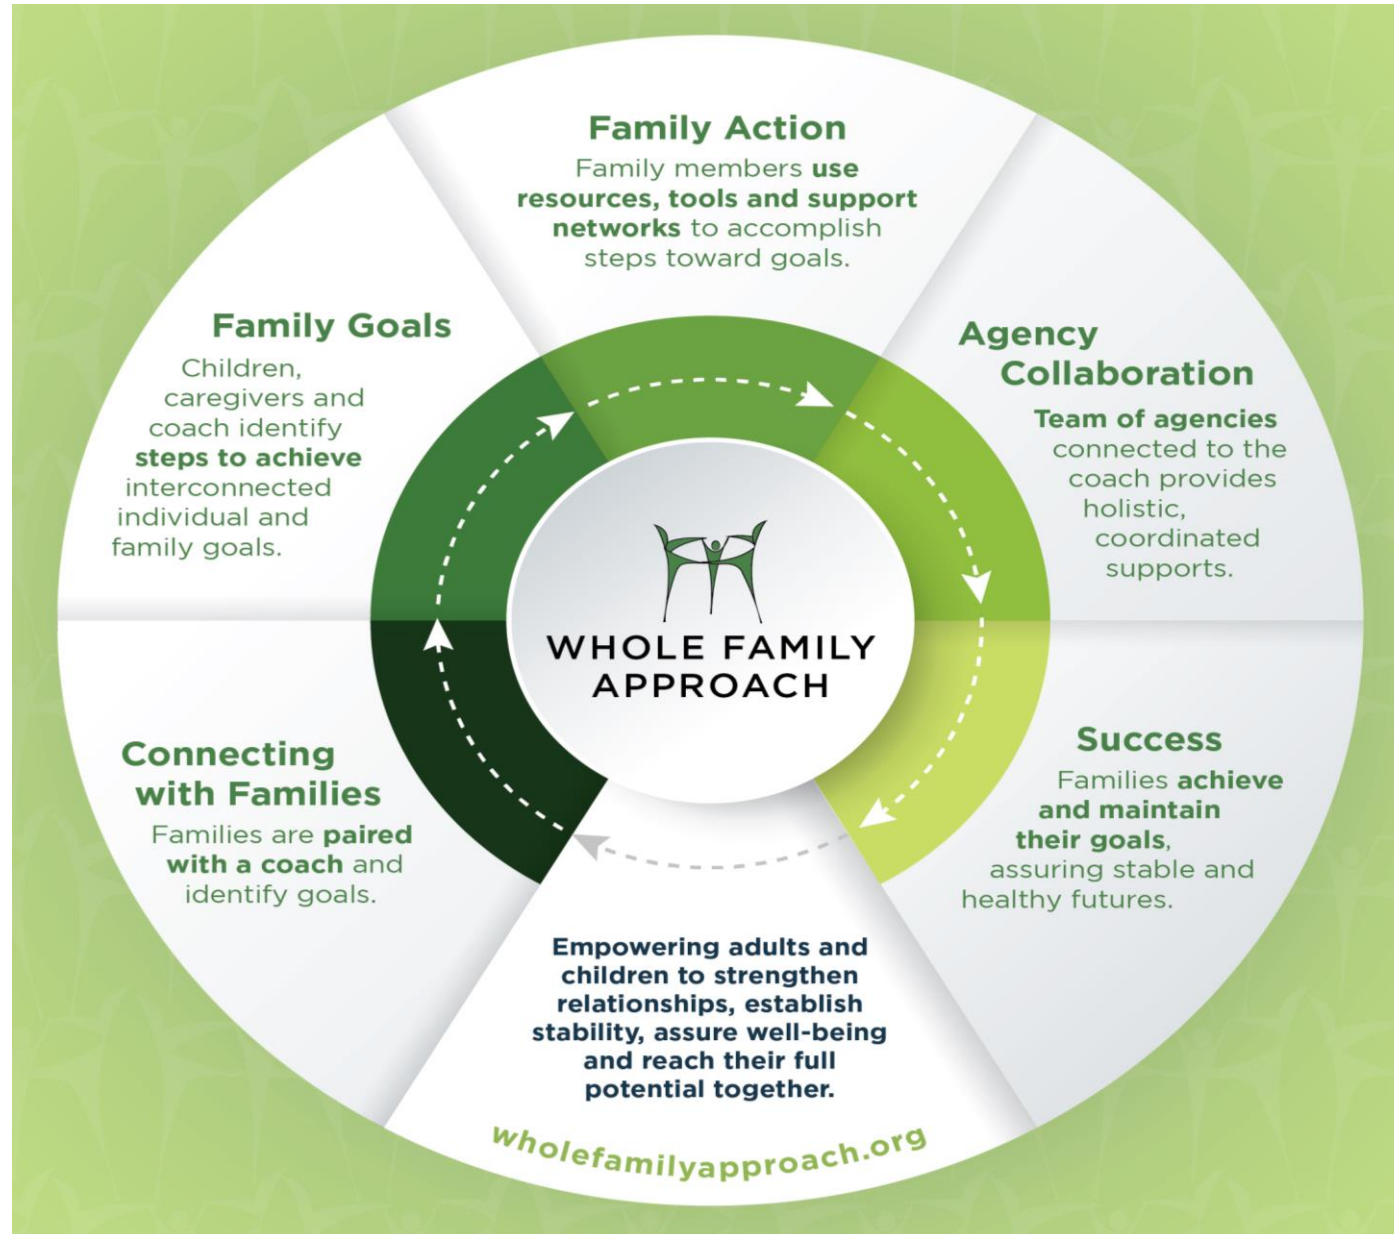 Family Action
Family members use
resources, tools and support
networks to accomplish
steps toward goals.
Family Goals
Children,
caregivers and
coach identify
steps to achieve
interconnected
individual and
family goals.
Agency
Collaboration
Team of agencies
connected to the
coach provides
holistic,
coordinated
supports.
WHOLE FAMILY
APPROACH
Connecting
with Families
Families are paired
with a coach and
identify goals.
Success
Families achieve
and maintain
their goals,
assuring stable and
healthy futures.
Empowering adults and
children to strengthen
relationships, establish
stability, assure well-being
and reach their full
potential together.
wholefamilyapproach.org